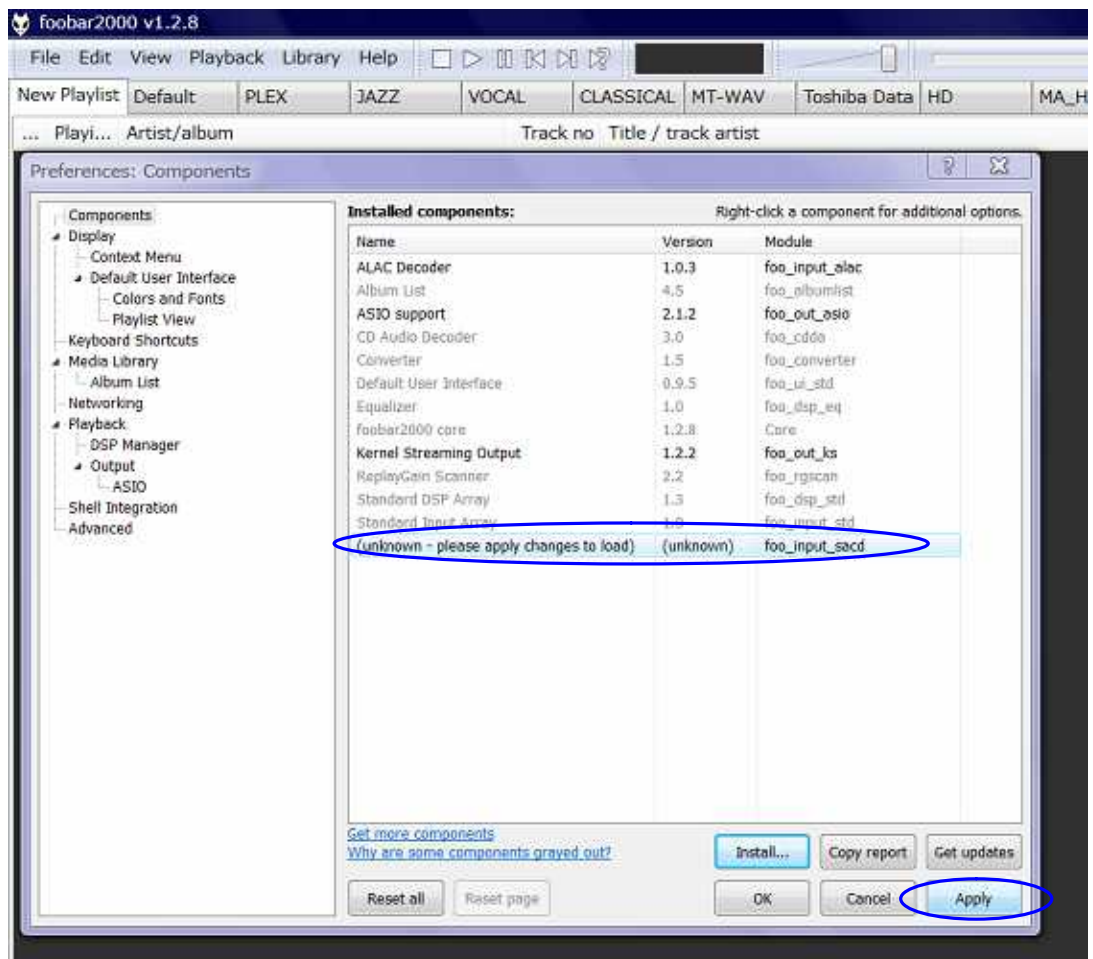 foobar2000 v1.2.8
File Edit View Playback Library Help
New Playlist Default PLEX JAZZ VOCAL CLASSICAL MT-WAV Toshiba Data HD MA_H
... Playi... Artist/album Track no Title / track artist
Preferences: Components
Components
Display
Context Menu
Default User Interface
Colors and Fonts
Playlist View
Keyboard Shortcuts
Media Library
Album List
Networking
Playback
DSP Manager
Output
ASIO
Shell Integration
Advanced
Installed components: Right-click a component for additional options.
Name Version Module
ALAC Decoder 1.0.3 foo_input_alac
Album List 4.5 foo_albumlist
ASIO support 2.1.2 foo_out_asio
CD Audio Decoder 3.0 foo_cdda
Converter 1.5 foo_converter
Default User Interface 0.9.5 foo_ui_std
Equalizer 1.0 foo_dsp_eq
foobar2000 core 1.2.8 Core
Kernel Streaming Output 1.2.2 foo_out_ks
ReplayGain Scanner 2.2 foo_rgscan
Standard DSP Array 1.3 foo_dsp_std
Standard Input Array 1.0 foo_input_std
(unknown - please apply changes to load) (unknown) foo_input_sacd
Get more components
Why are some components grayed out?
Install... Copy report Get updates
Reset all Reset page OK Cancel Apply